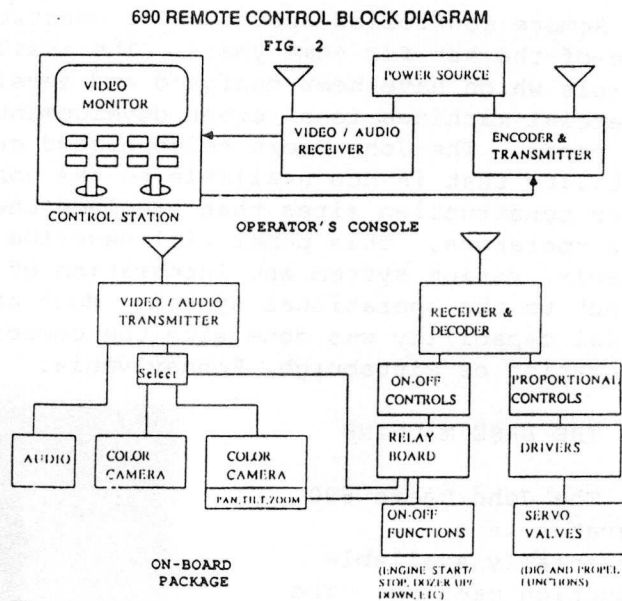 690 REMOTE CONTROL BLOCK DIAGRAM
FIG. 2
VIDEO
MONITOR
CONTROL STATION
VIDEO / AUDIO
RECEIVER
POWER SOURCE
ENCODER &
TRANSMITTER
OPERATOR'S CONSOLE
VIDEO / AUDIO
TRANSMITTER
Select
AUDIO
COLOR
CAMERA
COLOR
CAMERA
PAN, TILT, ZOOM
RECEIVER &
DECODER
ON-OFF
CONTROLS
PROPORTIONAL
CONTROLS
RELAY
BOARD
DRIVERS
ON-OFF
FUNCTIONS
SERVO
VALVES
(ENGINE START/
STOP, DOZER UP/
DOWN, ETC)
(DIG AND PROPEL
FUNCTIONS)
ON-BOARD
PACKAGE